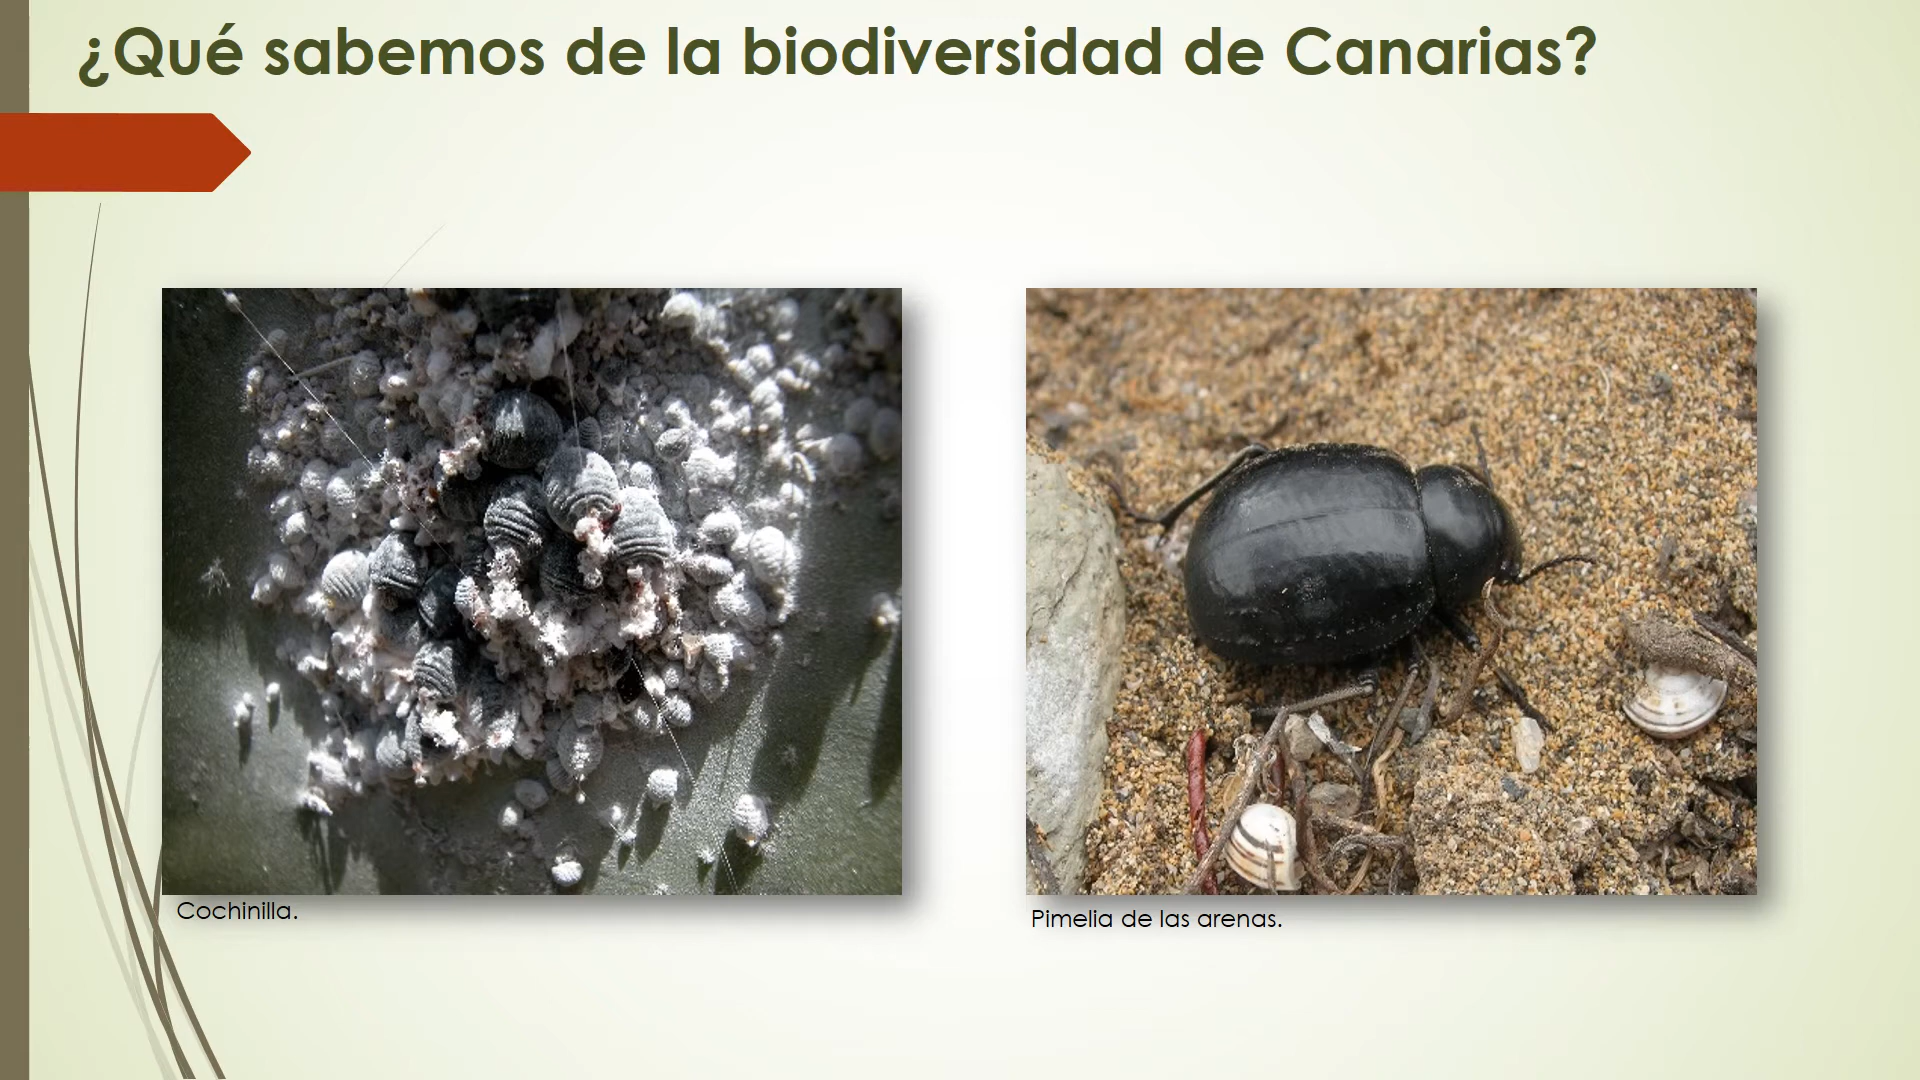 ¿Qué sabemos de la biodiversidad de Canarias?
Cochinilla.
Pimelia de las arenas.